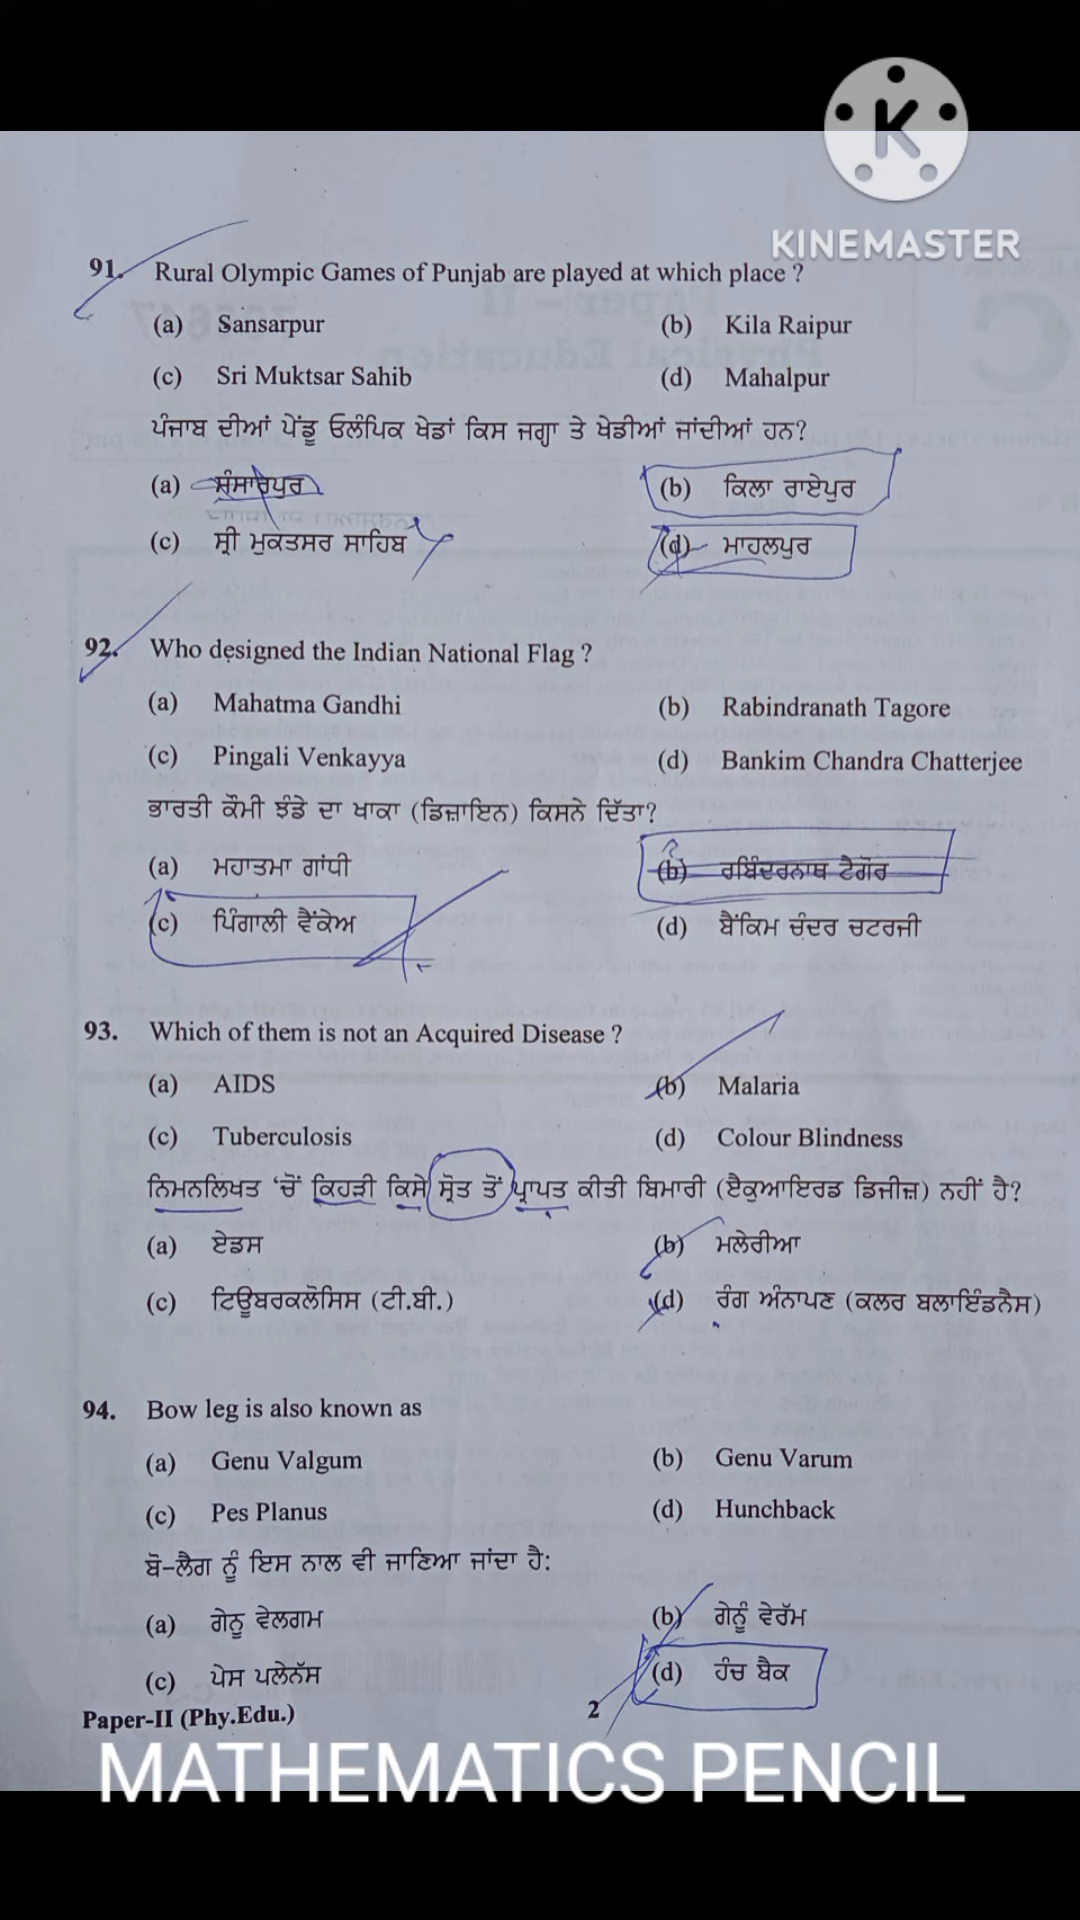 KINEMASTER
91. Rural Olympic Games of Punjab are played at which place ?
(a) Sansarpur (b) Kila Raipur
(c) Sri Muktsar Sahib (d) Mahalpur
ਪੰਜਾਬ ਦੀਆਂ ਪੇਂਡੂ ਓਲੰਪਿਕ ਖੇਡਾਂ ਕਿਸ ਜਗ੍ਹਾ ਤੇ ਖੇਡੀਆਂ ਜਾਂਦੀਆਂ ਹਨ?
(a) ਸੰਸਾਰਪੁਰ (b) ਕਿਲਾ ਰਾਏਪੁਰ
(c) ਸ੍ਰੀ ਮੁਕਤਸਰ ਸਾਹਿਬ (d) ਮਾਹਲਪੁਰ
92. Who designed the Indian National Flag ?
(a) Mahatma Gandhi (b) Rabindranath Tagore
(c) Pingali Venkayya (d) Bankim Chandra Chatterjee
ਭਾਰਤੀ ਕੌਮੀ ਝੰਡੇ ਦਾ ਖਾਕਾ (ਡਿਜ਼ਾਇਨ) ਕਿਸਨੇ ਦਿੱਤਾ?
(a) ਮਹਾਤਮਾ ਗਾਂਧੀ (b) ਰਬਿੰਦਰਨਾਥ ਟੈਗੋਰ
(c) ਪਿੰਗਾਲੀ ਵੈਂਕੇਅ (d) ਬੈਂਕਿਮ ਚੰਦਰ ਚਟਰਜੀ
93. Which of them is not an Acquired Disease ?
(a) AIDS (b) Malaria
(c) Tuberculosis (d) Colour Blindness
ਨਿਮਨਲਿਖਤ 'ਚੋਂ ਕਿਹੜੀ ਕਿਸੇ ਸ੍ਰੋਤ ਤੋਂ ਪ੍ਰਾਪਤ ਕੀਤੀ ਬਿਮਾਰੀ (ਏਕੁਆਇਰਡ ਡਿਜੀਜ਼) ਨਹੀਂ ਹੈ?
(a) ਏਡਸ (b) ਮਲੇਰੀਆ
(c) ਟਿਊਬਰਕਲੋਸਿਸ (ਟੀ.ਬੀ.) (d) ਰੰਗ ਅੰਨਾਪਣ (ਕਲਰ ਬਲਾਇੰਡਨੈਸ)
94. Bow leg is also known as
(a) Genu Valgum (b) Genu Varum
(c) Pes Planus (d) Hunchback
ਬੋ-ਲੈਗ ਨੂੰ ਇਸ ਨਾਲ ਵੀ ਜਾਣਿਆ ਜਾਂਦਾ ਹੈ:
(a) ਗੇਨੂ ਵੇਲਗਮ (b) ਗੇਨੂੰ ਵੇਰੱਮ
(c) ਪੇਸ ਪਲੇਨੱਸ (d) ਹੰਚ ਬੈਕ
Paper-II (Phy.Edu.) 2
MATHEMATICS PENCIL